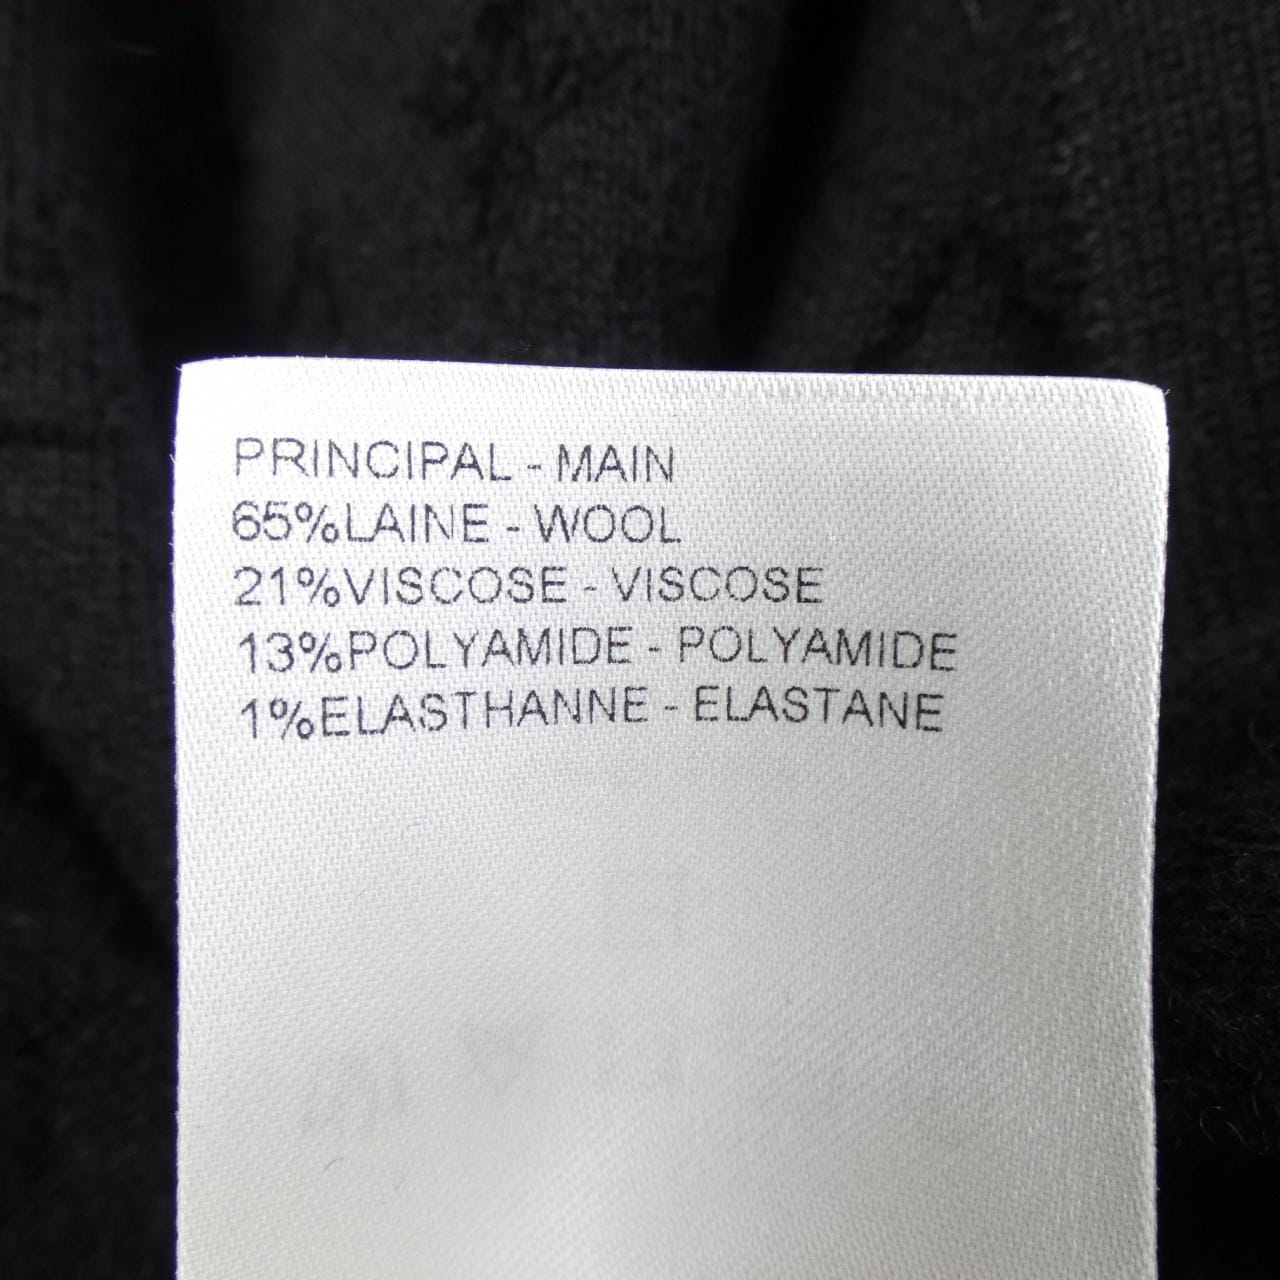 PRINCIPAL - MAIN
65%LAINE - WOOL
21%VISCOSE - VISCOSE
13%POLYAMIDE - POLYAMIDE
1%ELASTHANNE - ELASTANE